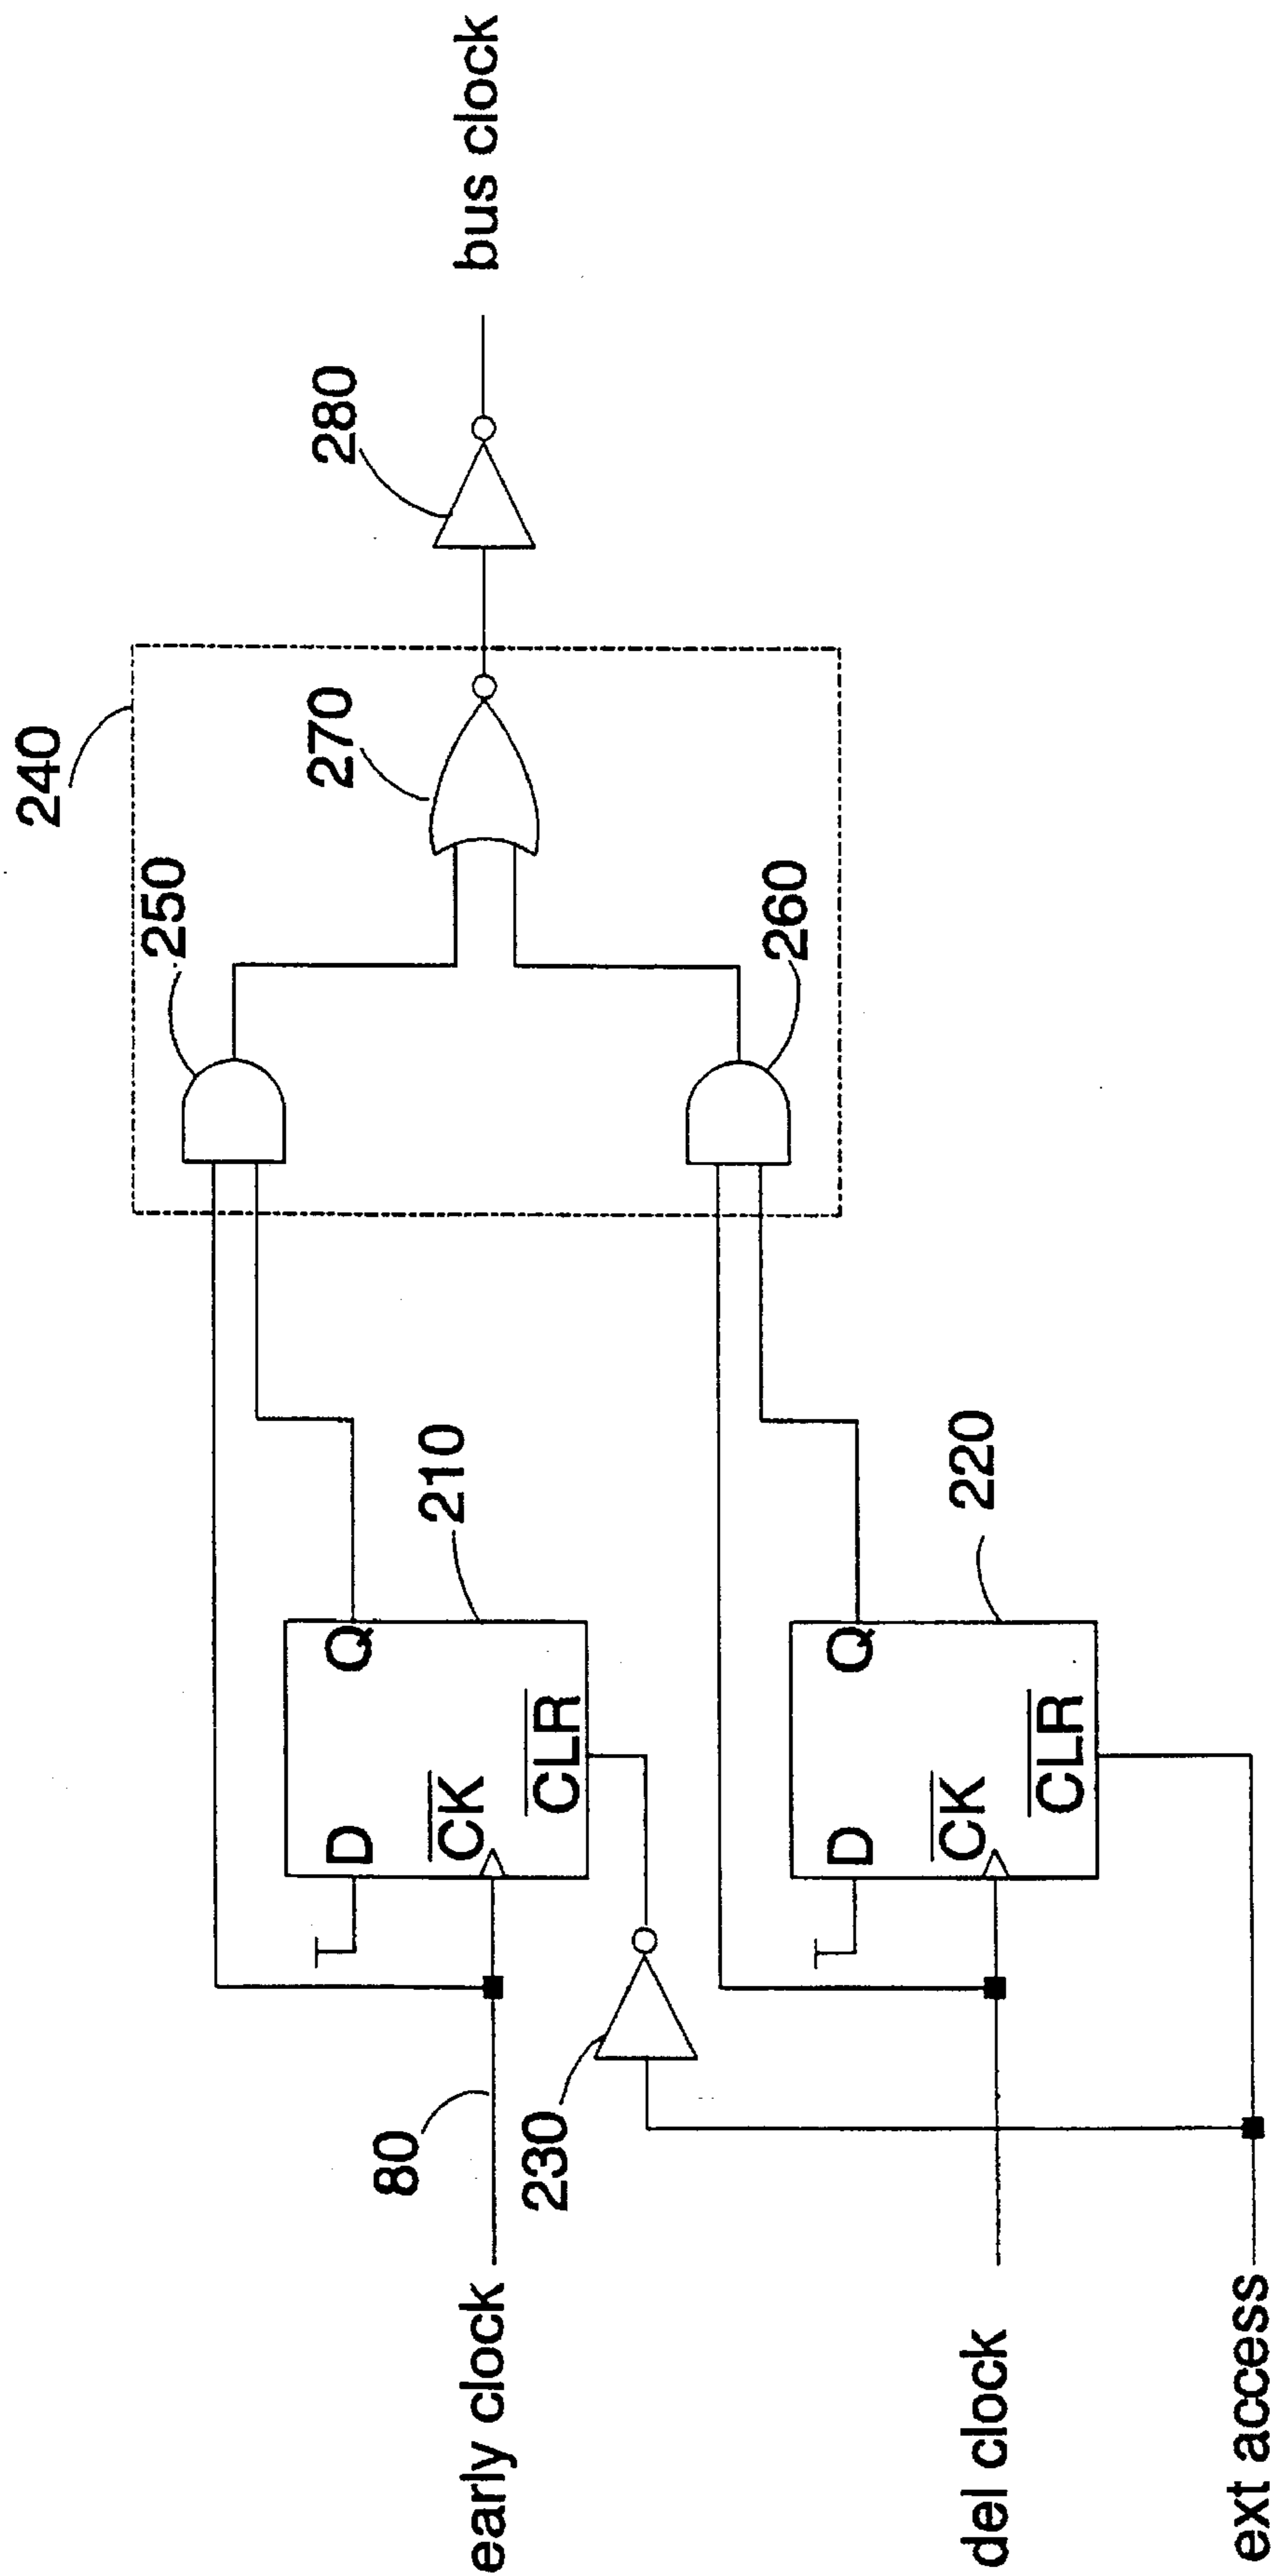 240
250
270
280
bus clock
260
D
Q
CK
CLR
210
early clock
80
230
D
Q
CK
CLR
220
del clock
ext access